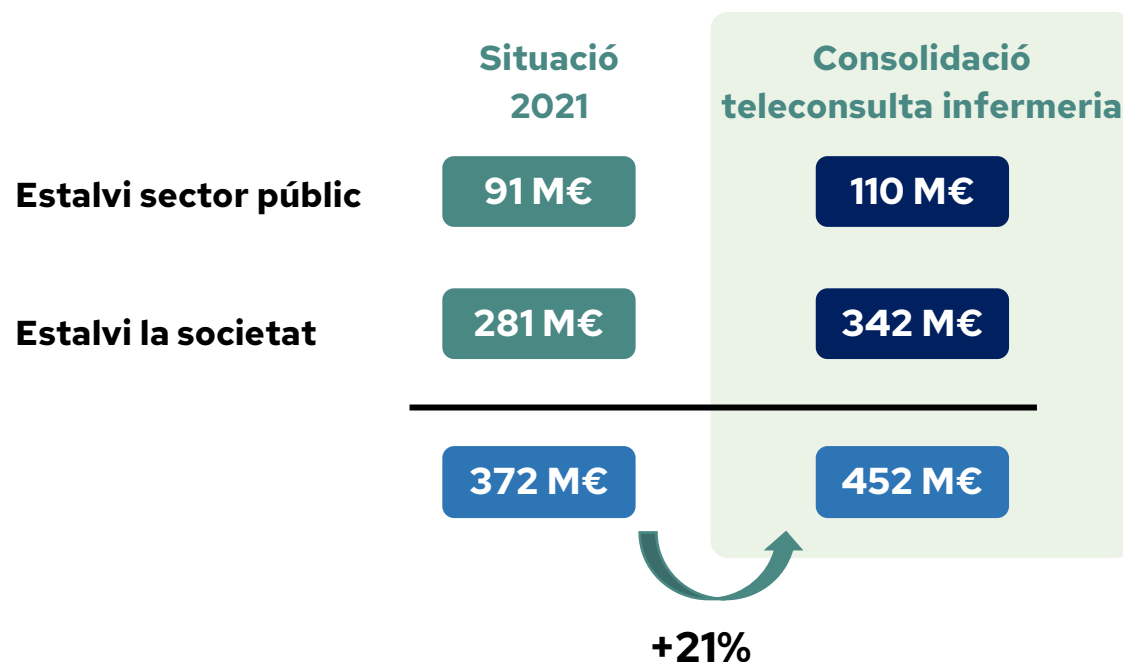 Situació
2021
Consolidació
teleconsulta infermeria
Estalvi sector públic
91 M€
110 M€
Estalvi la societat
281 M€
342 M€
372 M€
452 M€
+21%